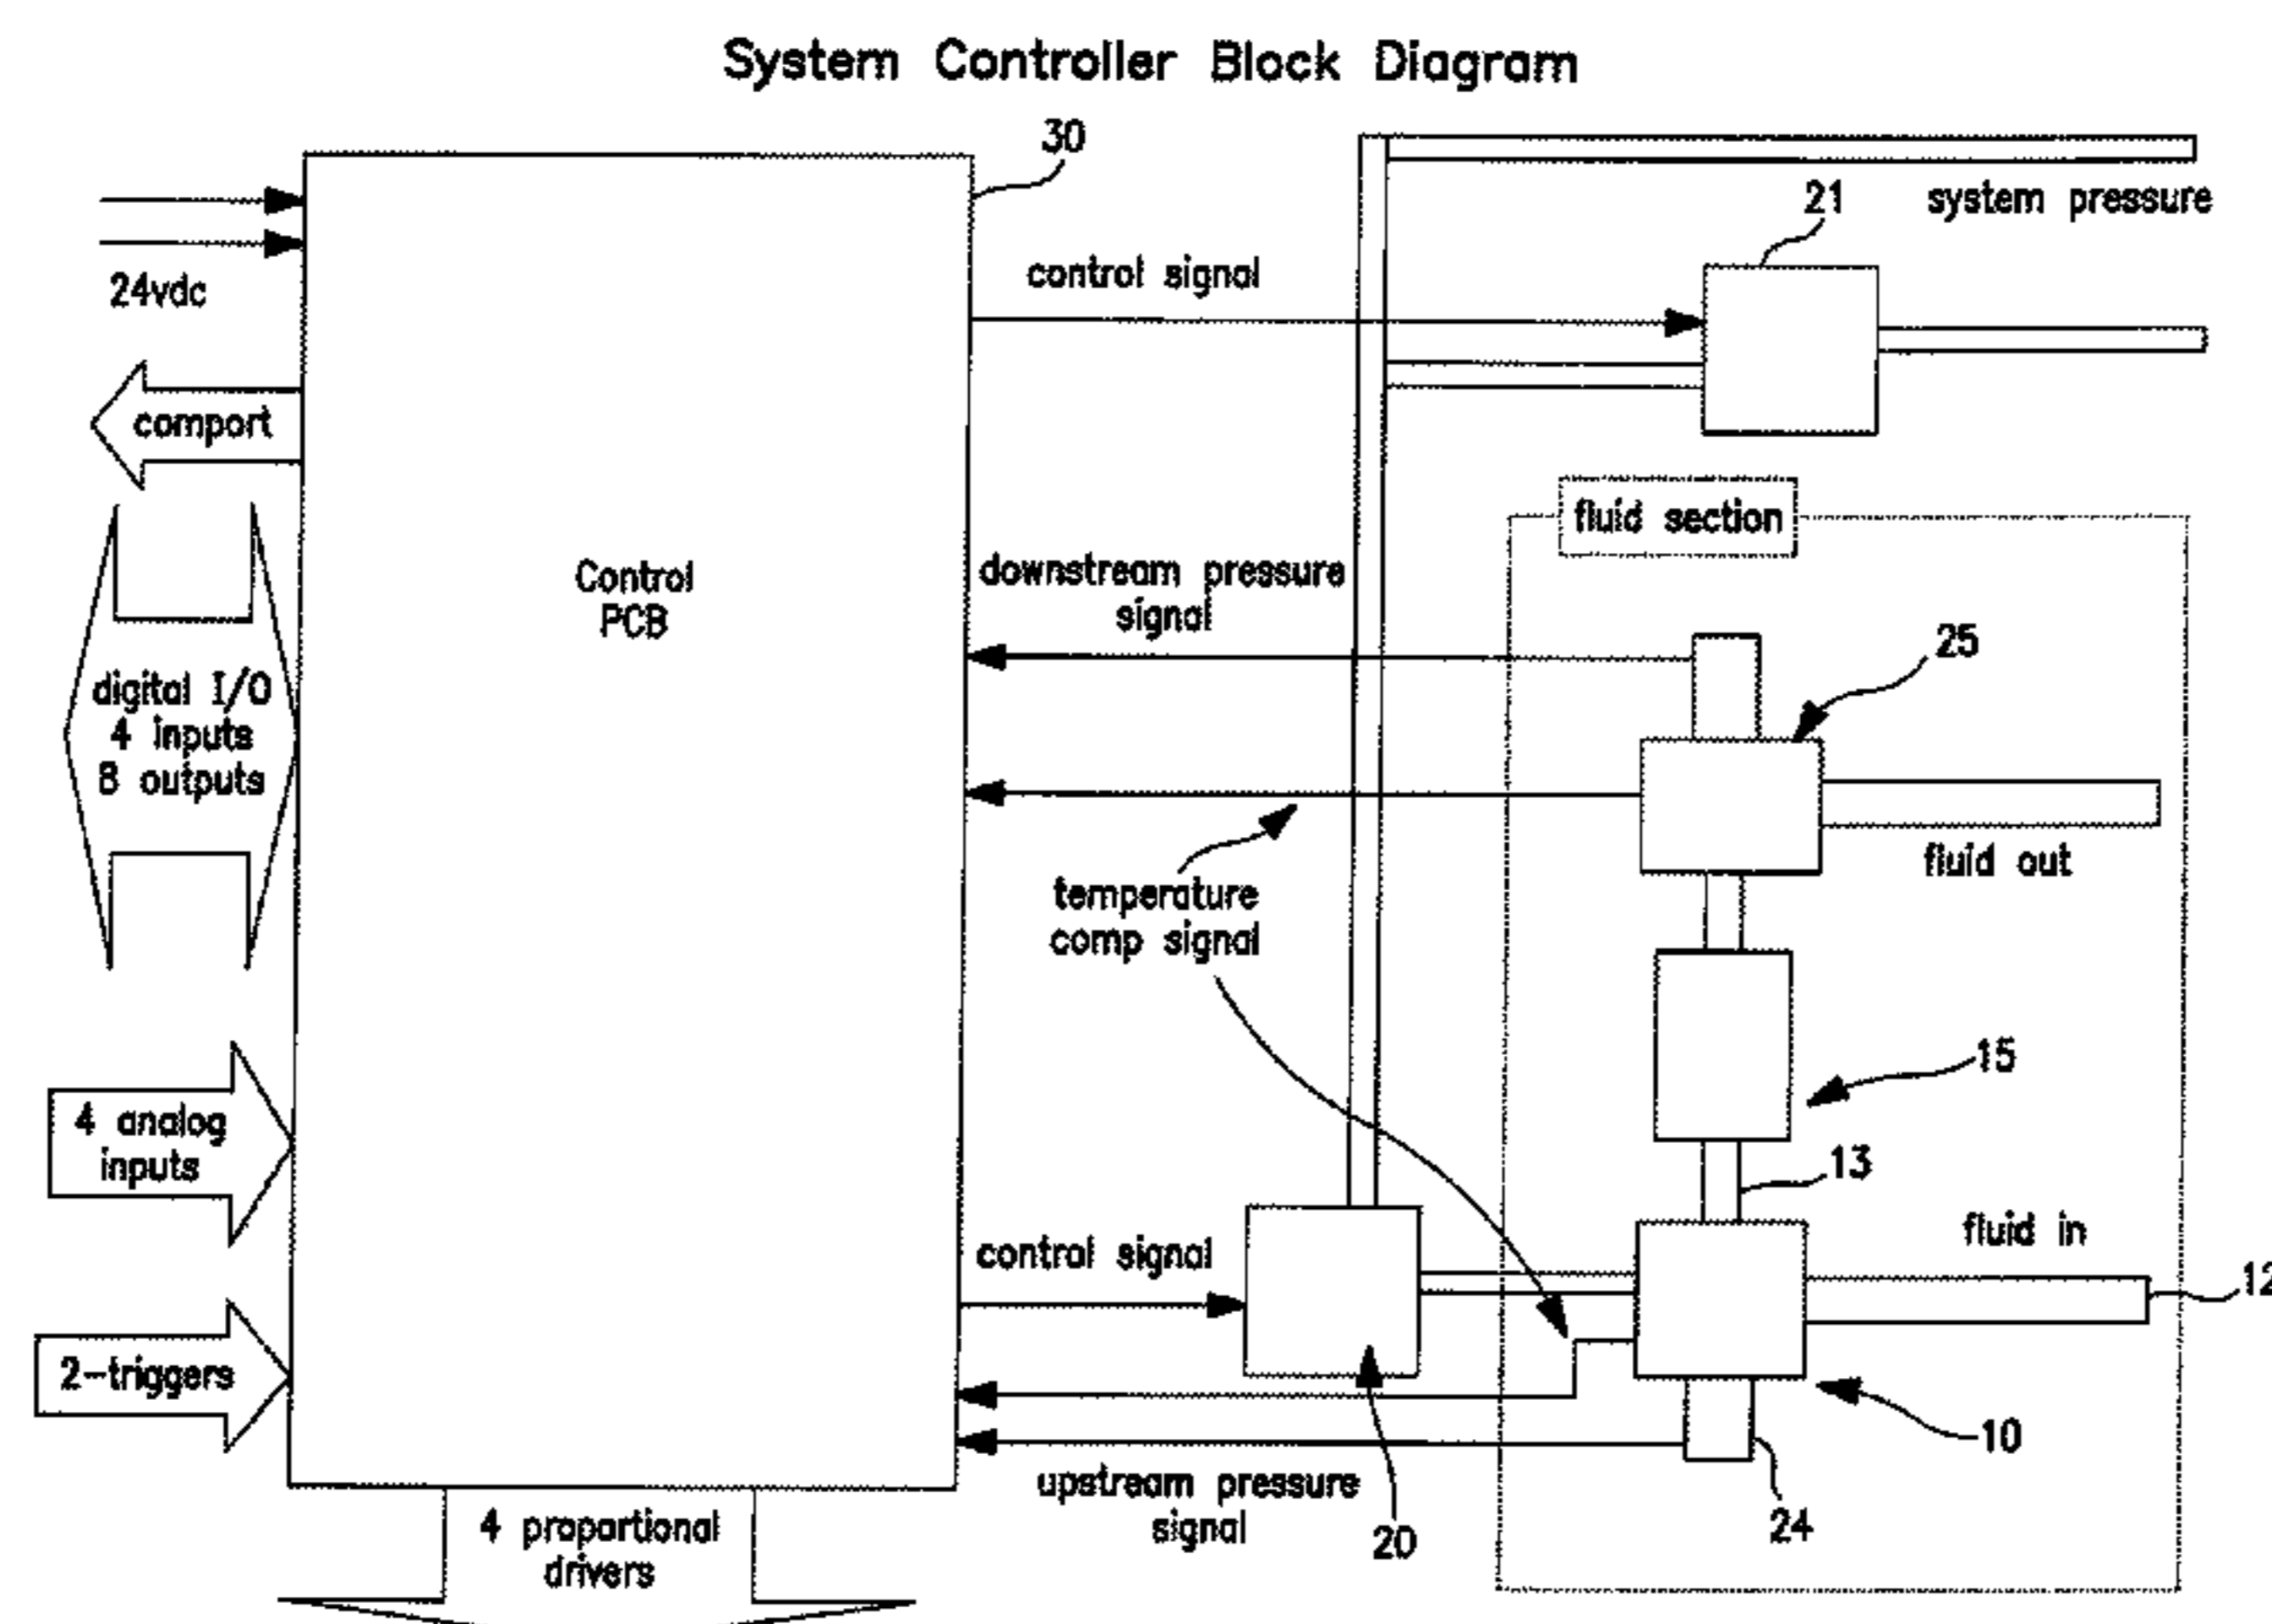 System Controller Block Diagram
30
system pressure
21
24vdc
control signal
comport
fluid section
Control
PCB
downstream pressure
signal
25
digital I/O
4 inputs
8 outputs
fluid out
temperature
comp signal
15
4 analog
inputs
13
fluid in
control signal
12
2-triggers
10
upstream pressure
signal
24
20
4 proportional
drivers